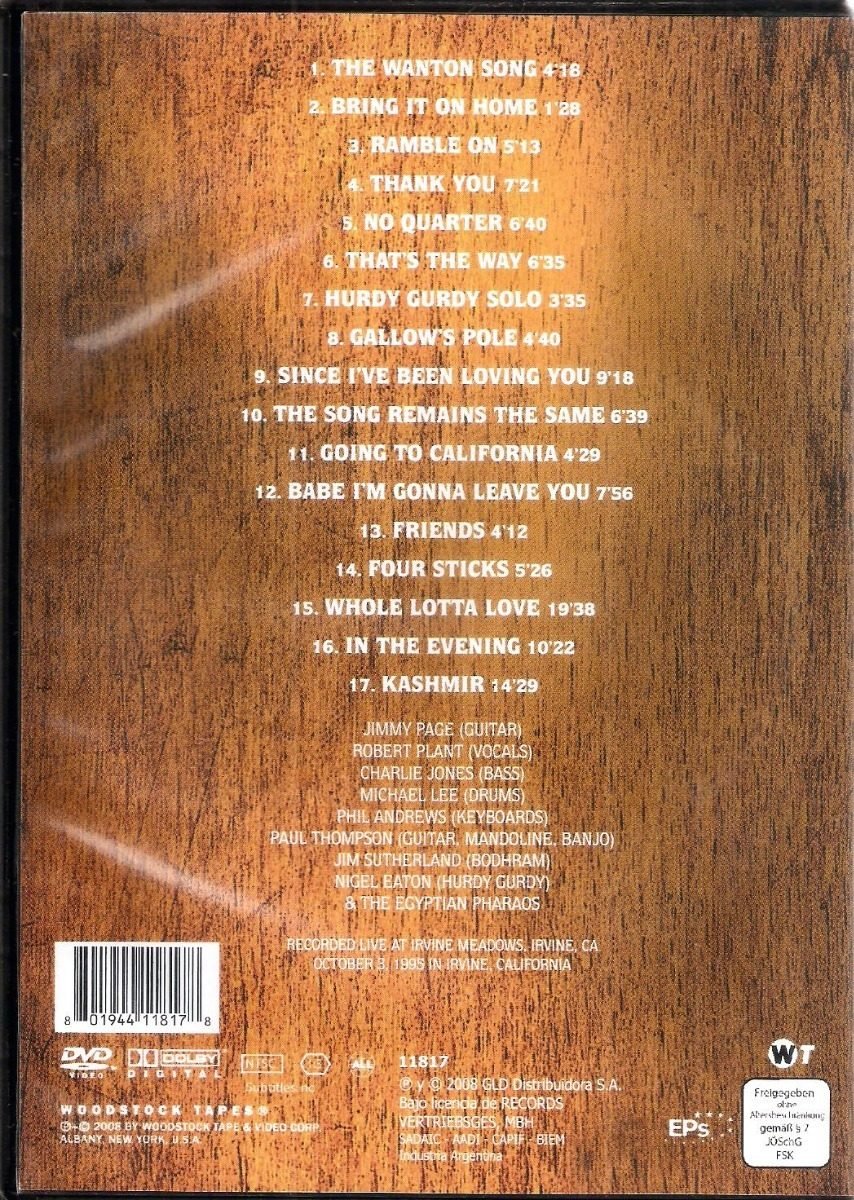 1. THE WANTON SONG 4'18
2. BRING IT ON HOME 1'28
3. RAMBLE ON 5'13
4. THANK YOU 7'21
5. NO QUARTER 6'40
6. THAT'S THE WAY 6'35
7. HURDY GURDY SOLO 3'35
8. GALLOW'S POLE 4'40
9. SINCE I'VE BEEN LOVING YOU 9'18
10. THE SONG REMAINS THE SAME 6'39
11. GOING TO CALIFORNIA 4'29
12. BABE I'M GONNA LEAVE YOU 7'56
13. FRIENDS 4'12
14. FOUR STICKS 5'26
15. WHOLE LOTTA LOVE 19'38
16. IN THE EVENING 10'22
17. KASHMIR 14'29
JIMMY PAGE (GUITAR)
ROBERT PLANT (VOCALS)
CHARLIE JONES (BASS)
MICHAEL LEE (DRUMS)
PHIL ANDREWS (KEYBOARDS)
PAUL THOMPSON (GUITAR, MANDOLINE, BANJO)
JIM SUTHERLAND (BODHRAM)
NIGEL EATON (HURDY GURDY)
& THE EGYPTIAN PHARAOS
RECORDED LIVE AT IRVINE MEADOWS, IRVINE, CA
OCTOBER 3, 1995 IN IRVINE, CALIFORNIA
8 01944 11817 8
DVD VIDEO
DOLBY DIGITAL
NTSC
ALL
Subtitles: no
WOODSTOCK TAPES®
℗+© 2008 BY WOODSTOCK TAPE & VIDEO CORP.
ALBANY, NEW YORK, U.S.A.
11817
℗ y © 2008 GLD Distribuidora S.A.
Bajo licencia de RECORDS
VERTRIEBSGES, MBH
SADAIC - AADI - CAPIF - BIEM
Industria Argentina
EPs
WT
Freigegeben
ohne
Altersbeschränkung
gemäß § 7
JÖSchG
FSK